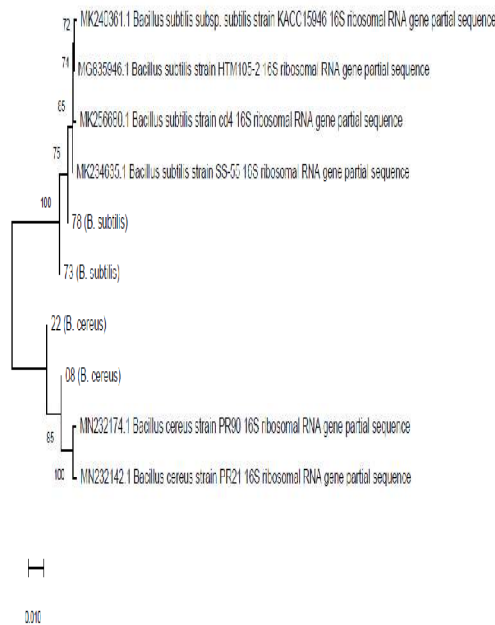 72
MK240361.1 Bacillus subtilis subsp. subtilis strain KACC15946 16S ribosomal RNA gene partial sequence
74
MG835946.1 Bacillus subtilis strain HTM105-2 16S ribosomal RNA gene partial sequence
65
MK256680.1 Bacillus subtilis strain cd4 16S ribosomal RNA gene partial sequence
75
MK234635.1 Bacillus subtilis strain SS-55 16S ribosomal RNA gene partial sequence
100
78 (B. subtilis)
73 (B. subtilis)
22 (B. cereus)
08 (B. cereus)
MN232174.1 Bacillus cereus strain PR90 16S ribosomal RNA gene partial sequence
65
MN232142.1 Bacillus cereus strain PR21 16S ribosomal RNA gene partial sequence
100
0.010